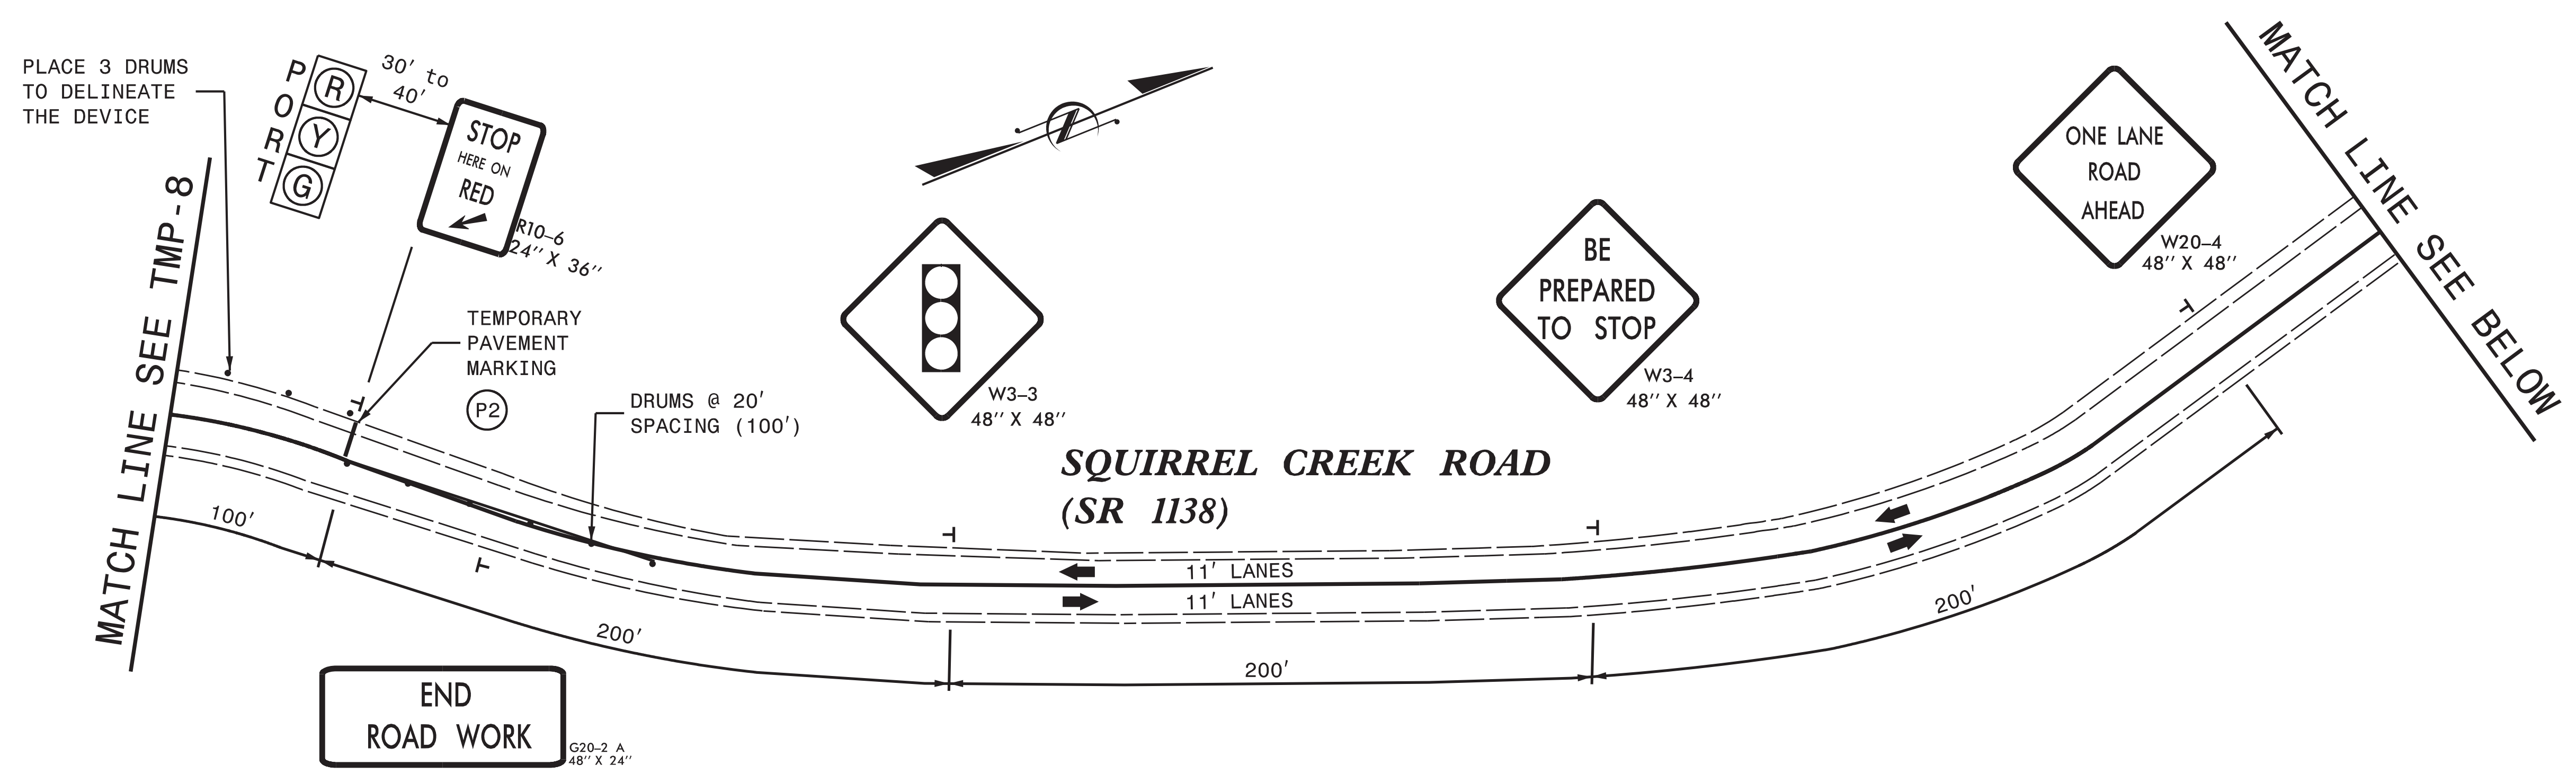 PLACE 3 DRUMS
TO DELINEATE
THE DEVICE
PORT
R
Y
G
30' to
40'
STOP
HERE ON
RED
R10-6
24" X 36"
MATCH LINE SEE TMP-8
TEMPORARY
PAVEMENT
MARKING
P2
DRUMS @ 20'
SPACING (100')
Z
W3-3
48" X 48"
BE
PREPARED
TO STOP
W3-4
48" X 48"
ONE LANE
ROAD
AHEAD
W20-4
48" X 48"
MATCH LINE SEE BELOW
SQUIRREL CREEK ROAD
(SR 1138)
11' LANES
11' LANES
100'
200'
200'
200'
END
ROAD WORK
G20-2 A
48" X 24"